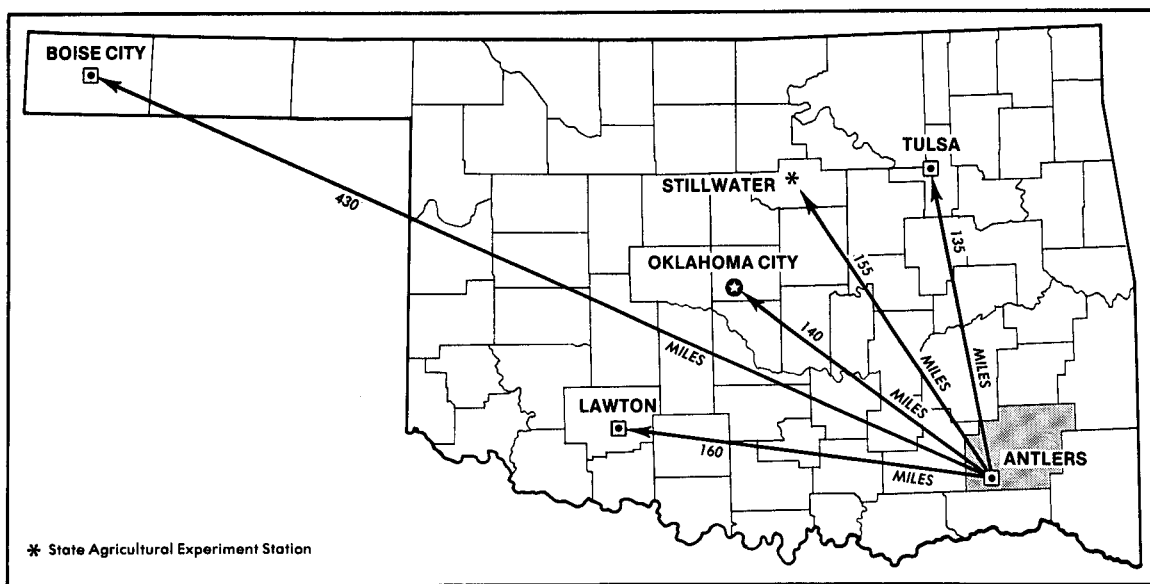 BOISE CITY
TULSA
STILLWATER *
430
155
135
OKLAHOMA CITY
140
MILES
MILES
MILES
MILES
LAWTON
160
MILES
ANTLERS
* State Agricultural Experiment Station